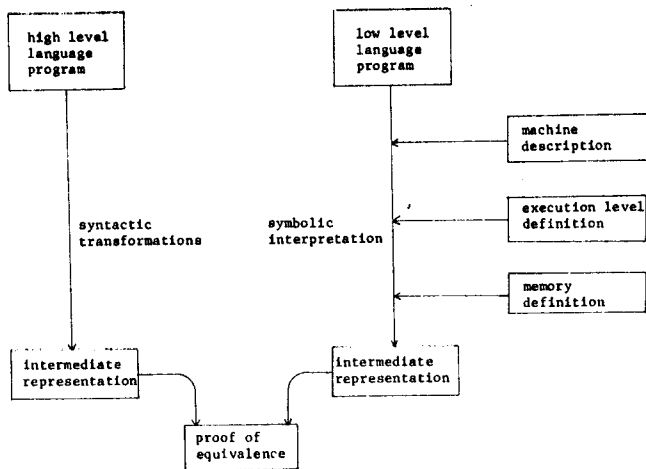 high level
language
program
low level
language
program
machine
description
syntactic
transformations
symbolic
interpretation
execution level
definition
memory
definition
intermediate
representation
intermediate
representation
proof of
equivalence